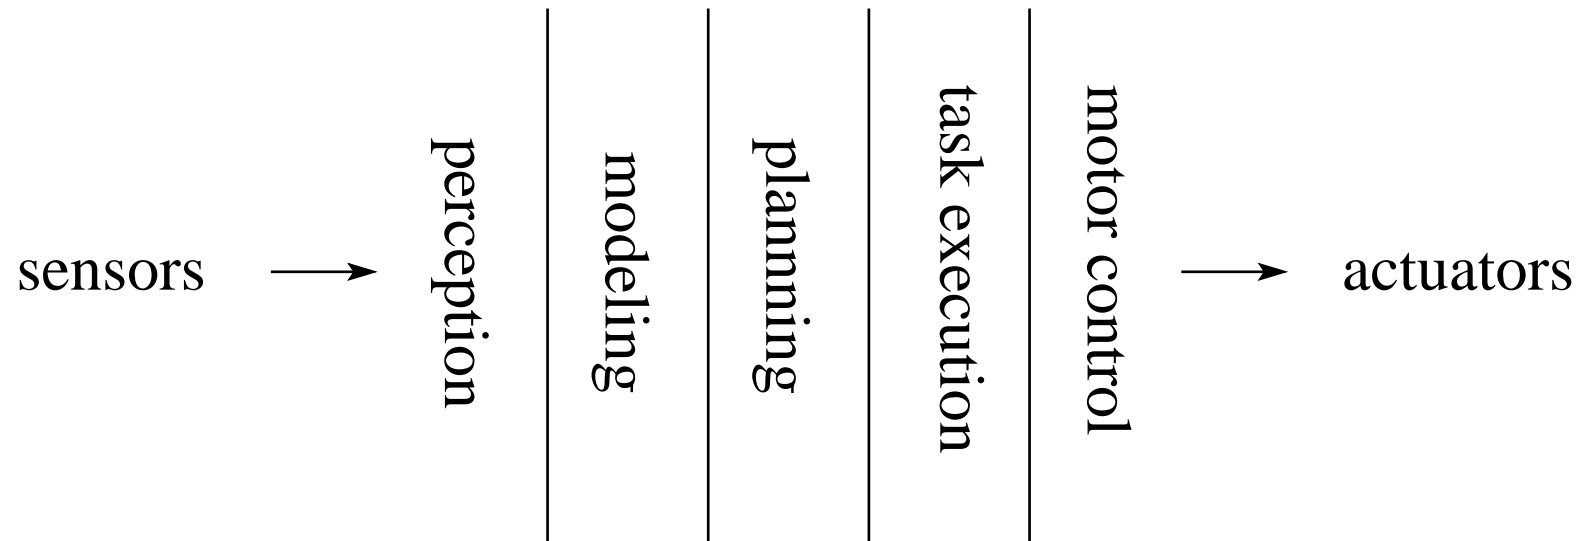 sensors
perception
modeling
planning
task execution
motor control
actuators